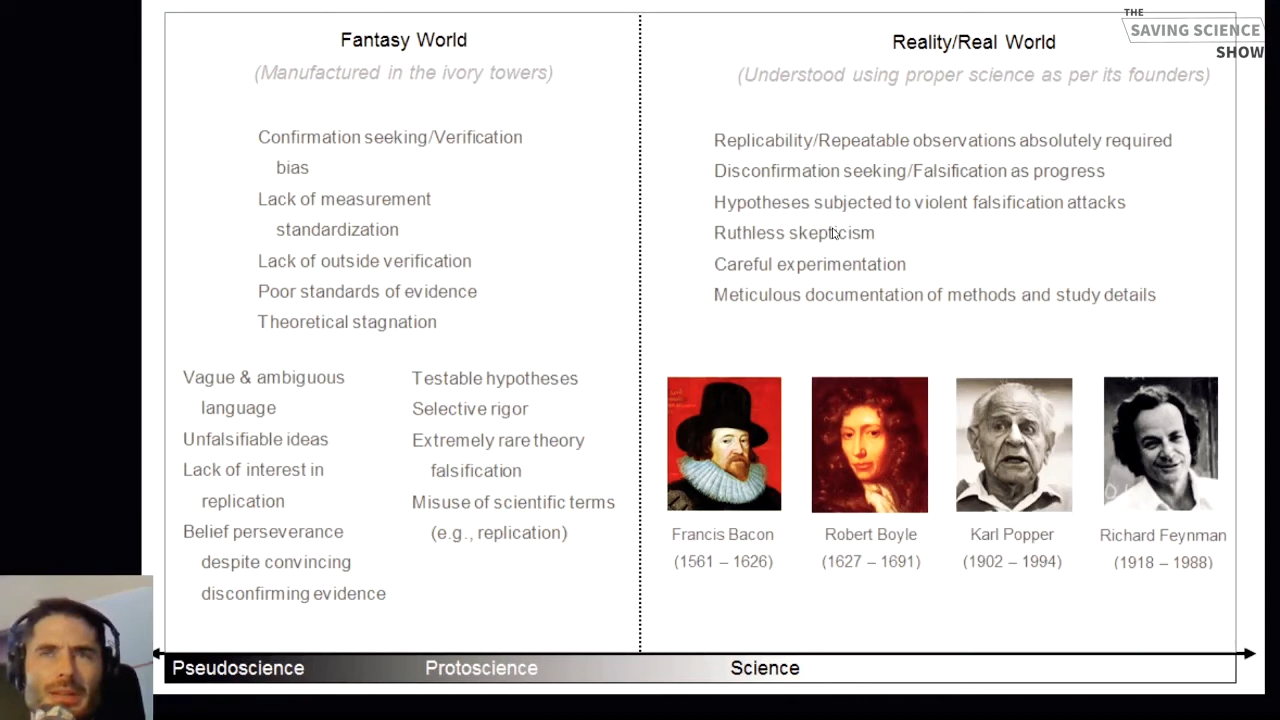 THE
SAVING SCIENCE
SHOW
Fantasy World
(Manufactured in the ivory towers)
Confirmation seeking/Verification
bias
Lack of measurement
standardization
Lack of outside verification
Poor standards of evidence
Theoretical stagnation
Vague & ambiguous
language
Unfalsifiable ideas
Lack of interest in
replication
Belief perseverance
despite convincing
disconfirming evidence
Testable hypotheses
Selective rigor
Extremely rare theory
falsification
Misuse of scientific terms
(e.g., replication)
Reality/Real World
(Understood using proper science as per its founders)
Replicability/Repeatable observations absolutely required
Disconfirmation seeking/Falsification as progress
Hypotheses subjected to violent falsification attacks
Ruthless skepticism
Careful experimentation
Meticulous documentation of methods and study details
Francis Bacon
(1561 – 1626)
Robert Boyle
(1627 – 1691)
Karl Popper
(1902 – 1994)
Richard Feynman
(1918 – 1988)
Pseudoscience
Protoscience
Science